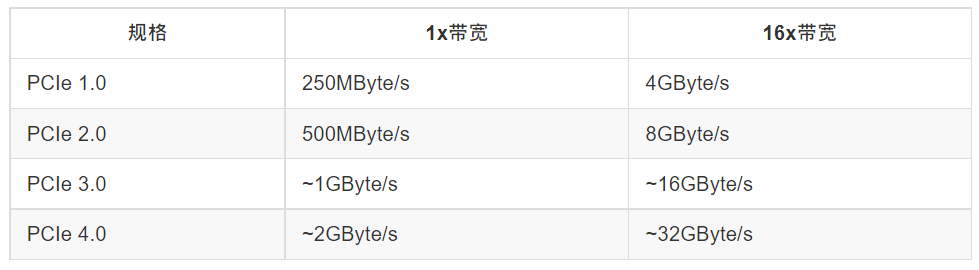 规格 1x带宽 16x带宽
PCIe 1.0 250MByte/s 4GByte/s
PCIe 2.0 500MByte/s 8GByte/s
PCIe 3.0 ~1GByte/s ~16GByte/s
PCIe 4.0 ~2GByte/s ~32GByte/s